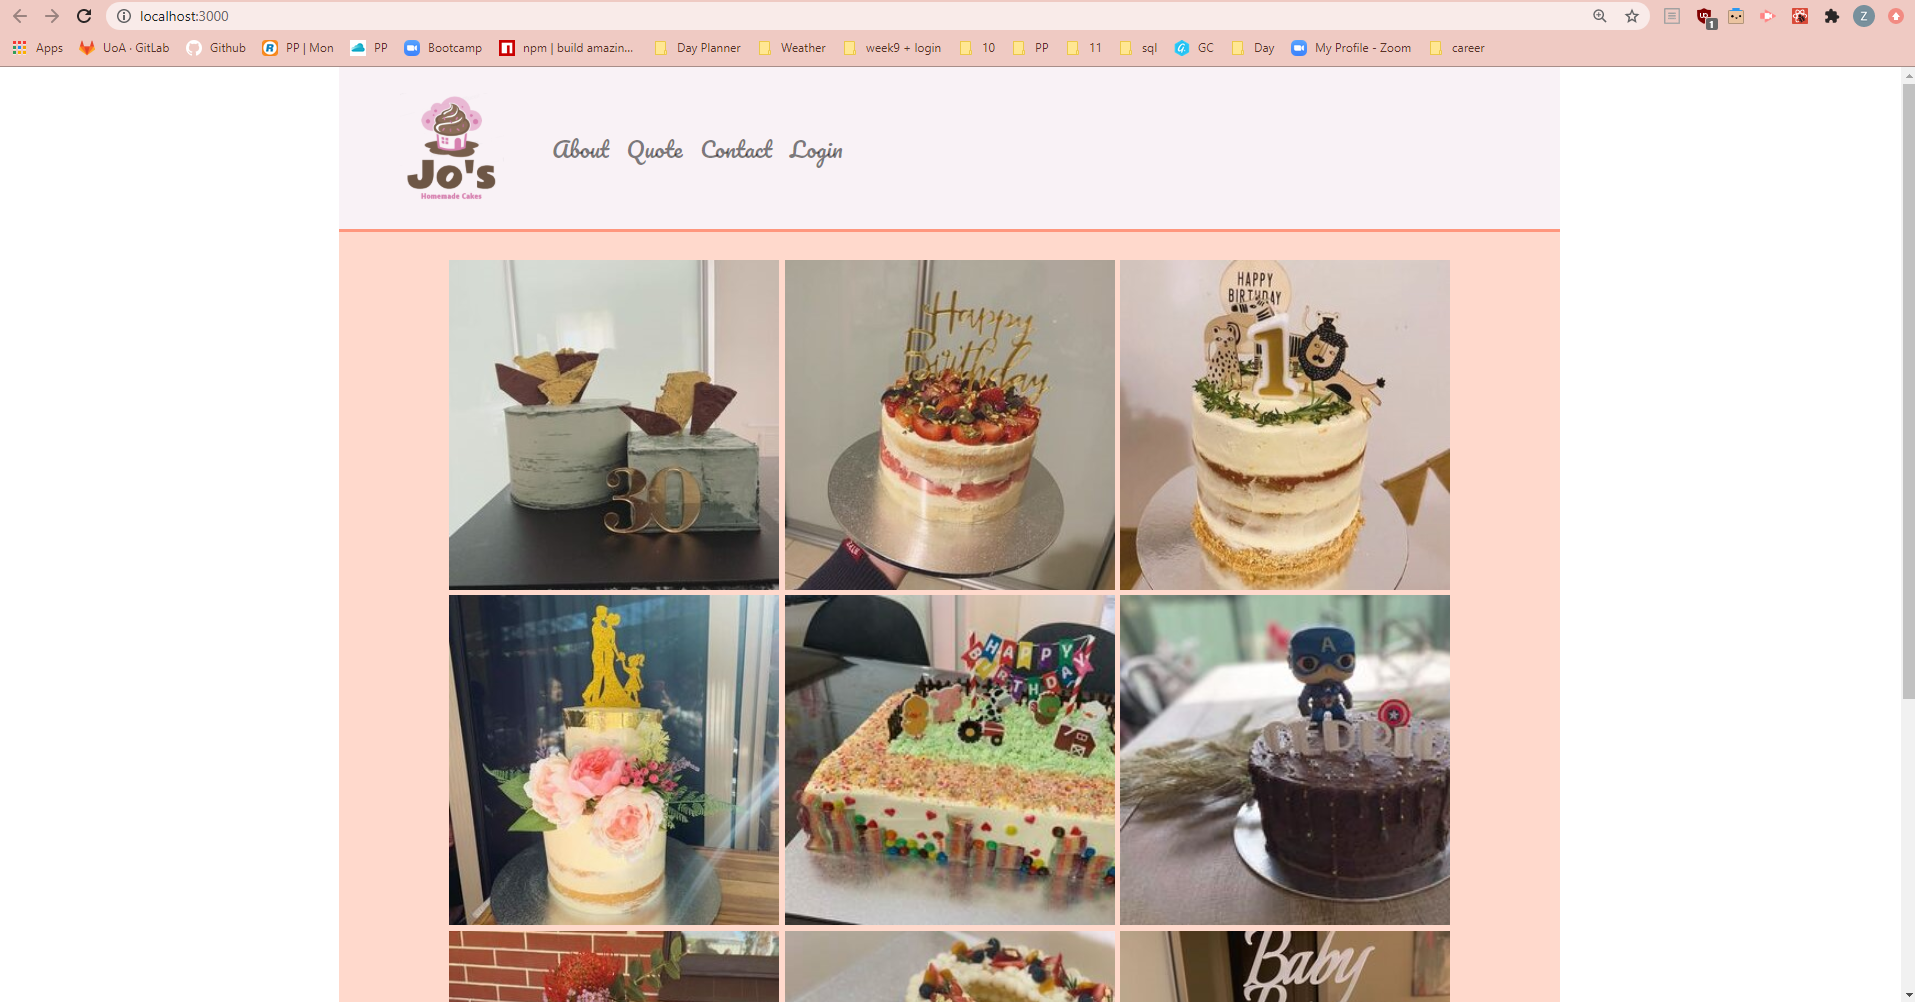 localhost:3000
1
Z
Apps
UoA · GitLab
Github
PP | Mon
PP
Bootcamp
npm | build amazin...
Day Planner
Weather
week9 + login
10
PP
11
sql
GC
Day
My Profile - Zoom
career
Jo's
Homemade Cakes
About
Quote
Contact
Login
30
Happy
Birthday
HAPPY
BIRTHDAY
1
HAPPY
BIRTHDAY
A
CEDRIC
Baby